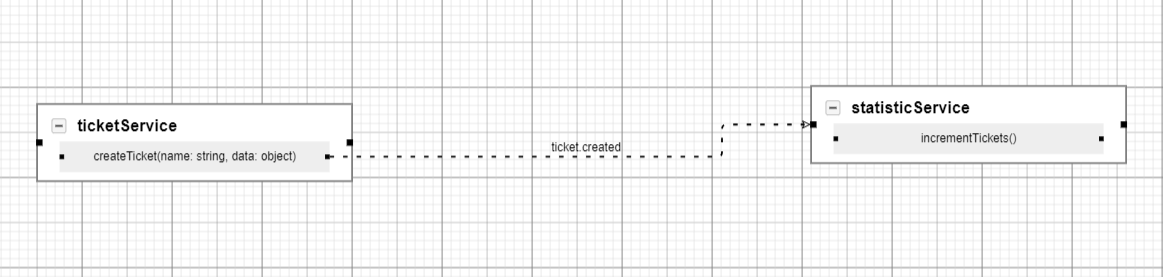 ticketService
createTicket(name: string, data: object)
ticket.created
statisticService
incrementTickets()